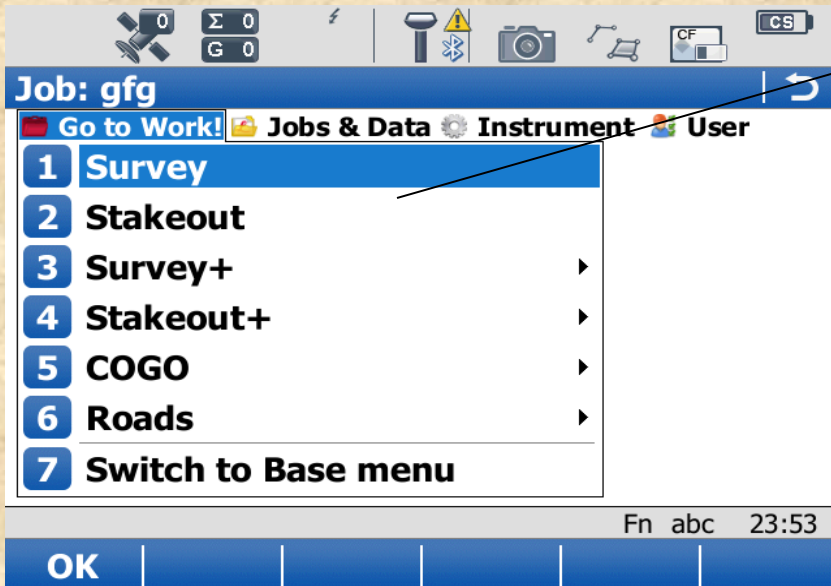 0 Σ 0
G 0
CF
CS
Job: gfg
Go to Work! Jobs & Data Instrument User
1 Survey
2 Stakeout
3 Survey+
4 Stakeout+
5 COGO
6 Roads
7 Switch to Base menu
Fn abc 23:53
OK